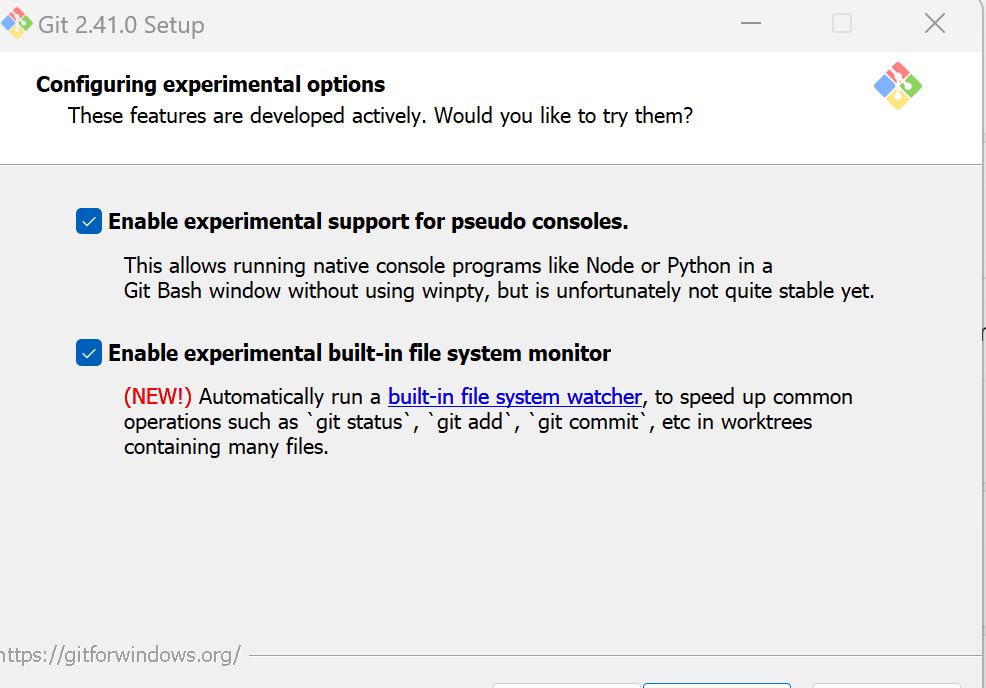 Git 2.41.0 Setup
Configuring experimental options
These features are developed actively. Would you like to try them?
Enable experimental support for pseudo consoles.
This allows running native console programs like Node or Python in a
Git Bash window without using winpty, but is unfortunately not quite stable yet.
Enable experimental built-in file system monitor
(NEW!) Automatically run a built-in file system watcher, to speed up common
operations such as `git status`, `git add`, `git commit`, etc in worktrees
containing many files.
https://gitforwindows.org/